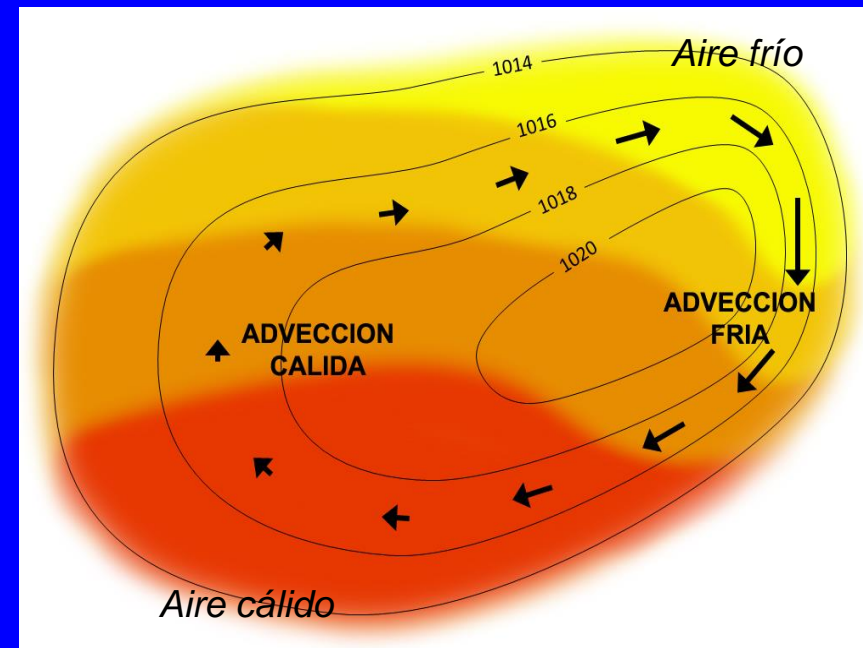 Aire frío
1014
1016
1018
1020
ADVECCION
FRIA
ADVECCION
CALIDA
Aire cálido